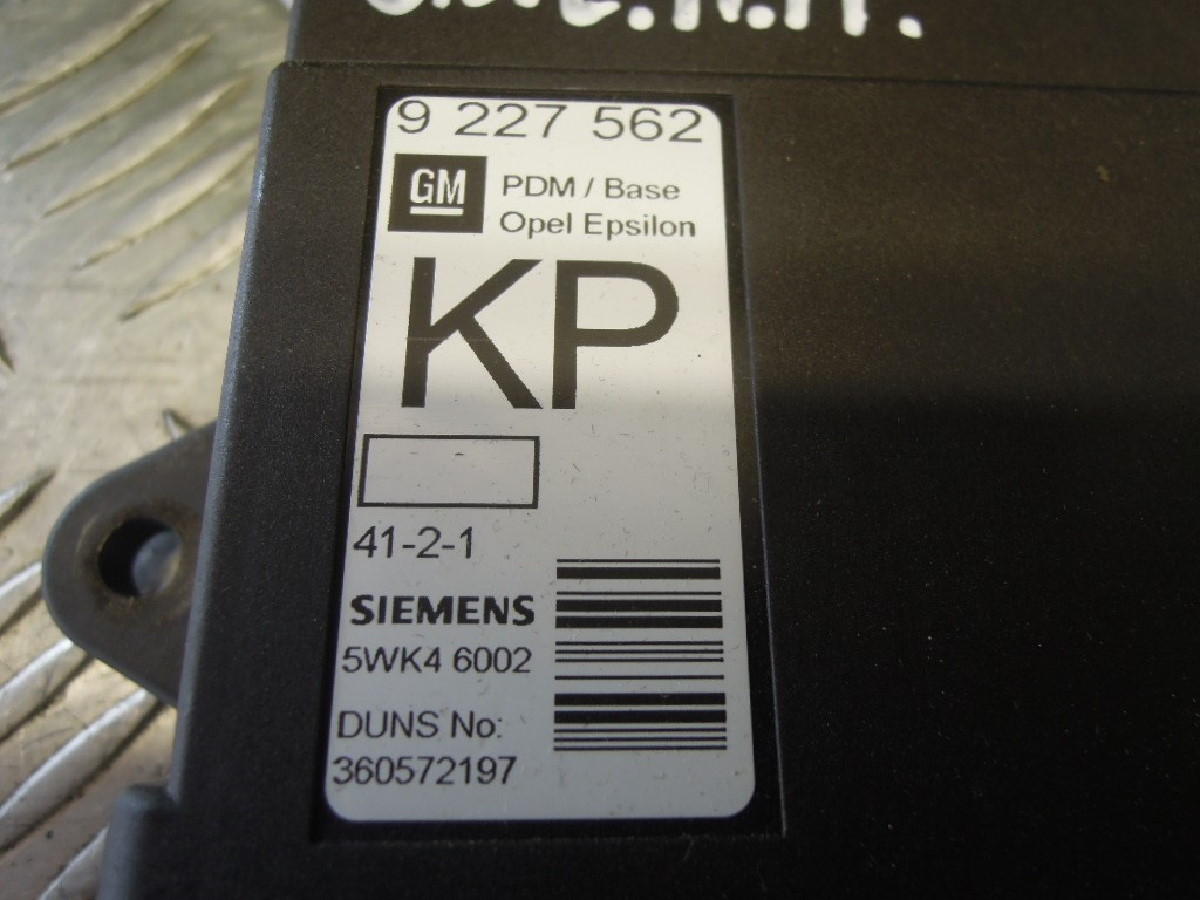 9 227 562
GM
PDM / Base
Opel Epsilon
KP
41-2-1
SIEMENS
5WK4 6002
DUNS No:
360572197